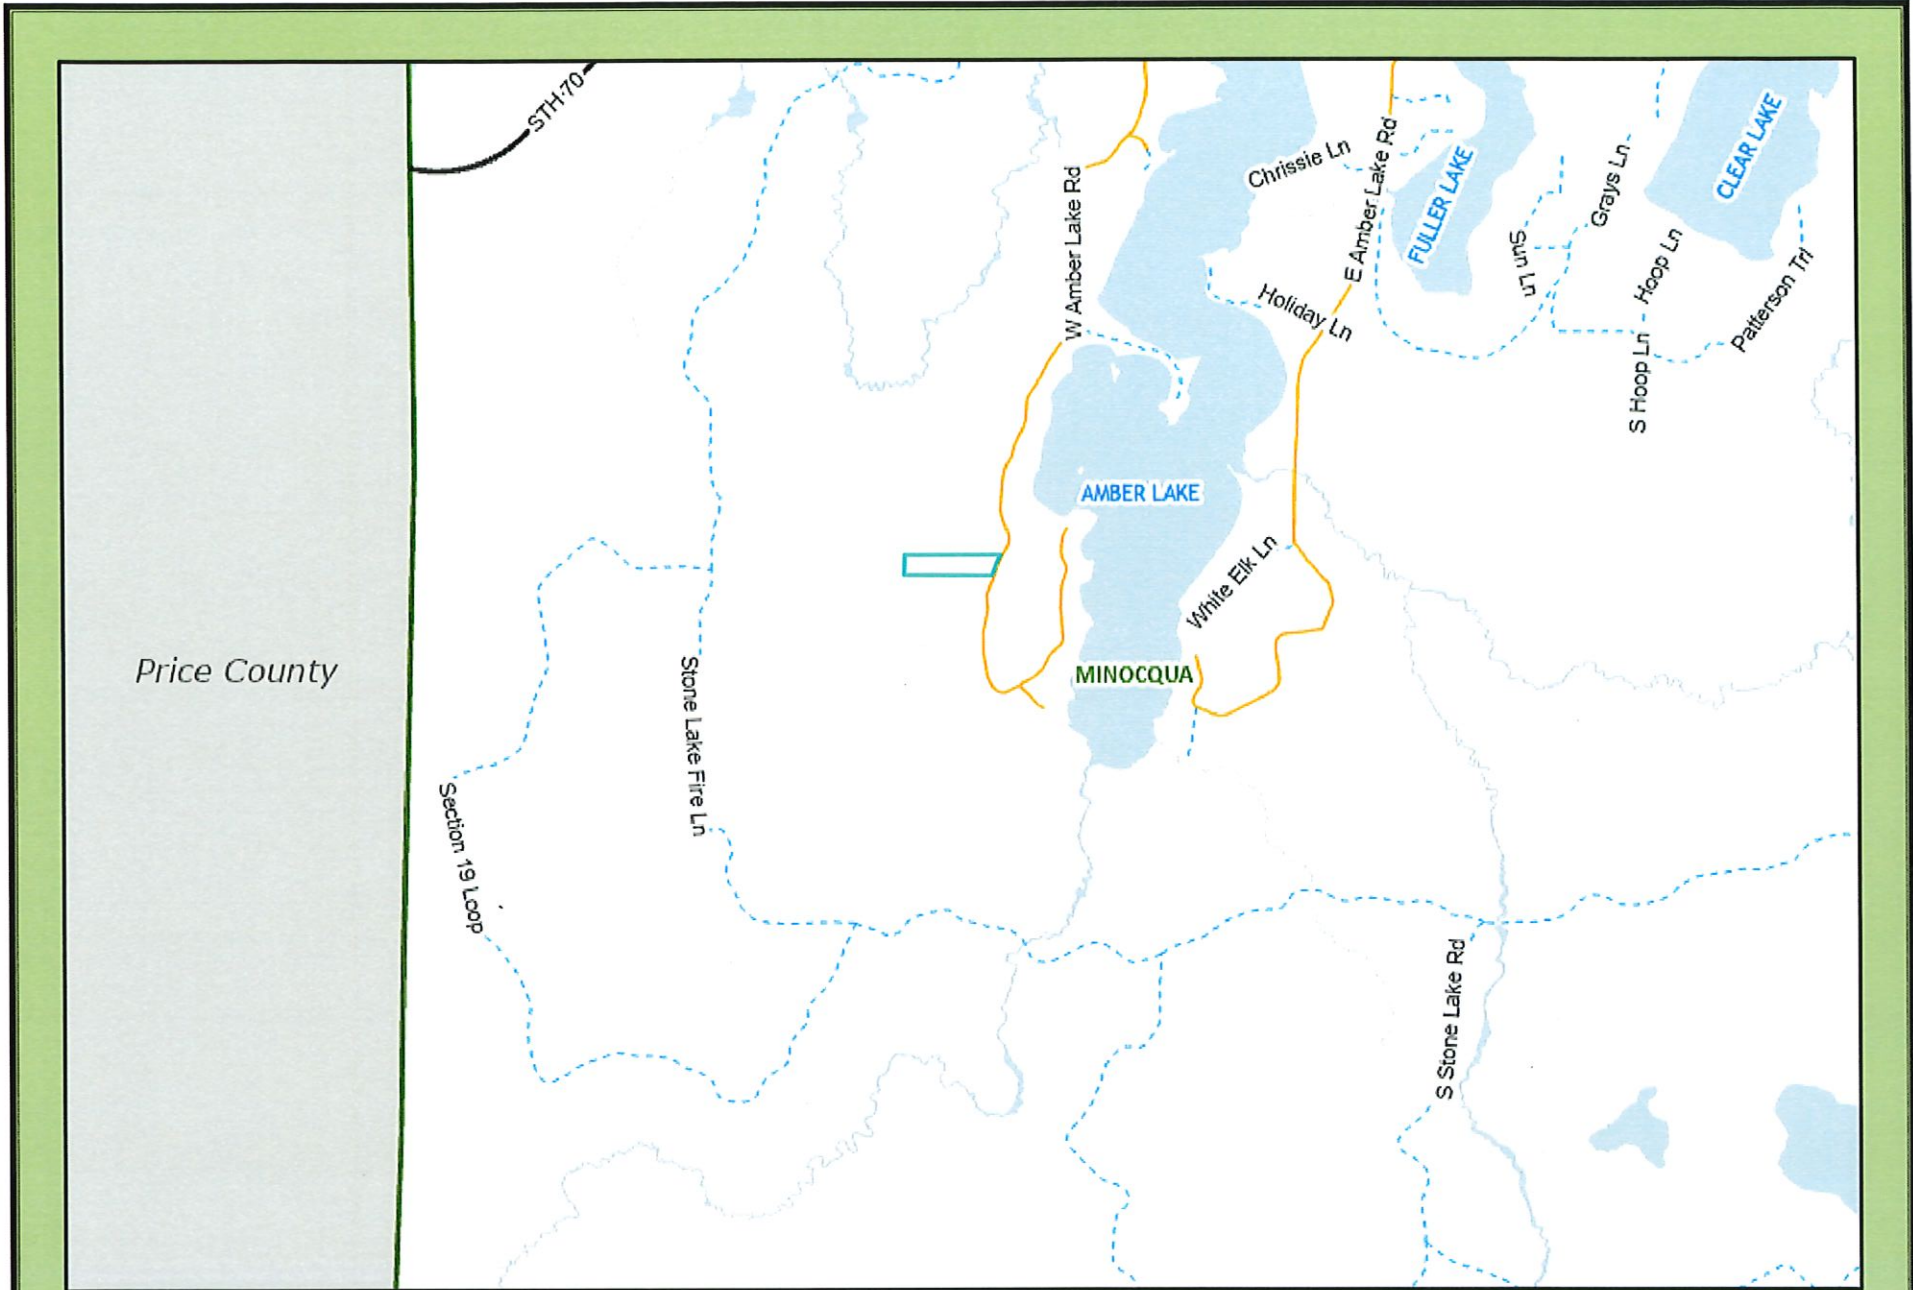 STH 70
CLEAR LAKE
Chrissie Ln
E Amber Lake Rd
FULLER LAKE
Grays Ln
W Amber Lake Rd
Sun Ln
Hoop Ln
Patterson Trl
Holiday Ln
S Hoop Ln
AMBER LAKE
White Elk Ln
Price County
MINOCQUA
Stone Lake Fire Ln
Section 19 Loop
S Stone Lake Rd